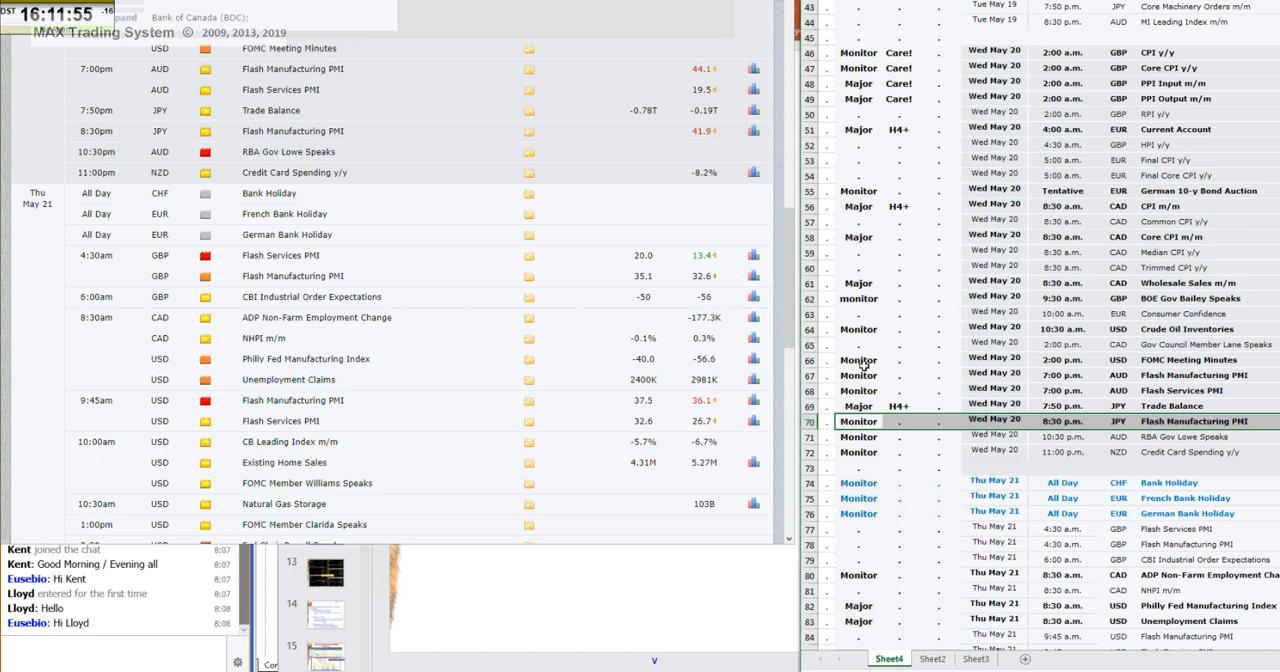 DST 16:11:55 .16
pand Bank of Canada (BOC);
MAX Trading System © 2009, 2013, 2019
USD FOMC Meeting Minutes
7:00pm AUD Flash Manufacturing PMI 44.1
AUD Flash Services PMI 19.5
7:50pm JPY Trade Balance -0.78T -0.19T
8:30pm JPY Flash Manufacturing PMI 41.9
10:30pm AUD RBA Gov Lowe Speaks
11:00pm NZD Credit Card Spending y/y -8.2%
Thu May 21
All Day CHF Bank Holiday
All Day EUR French Bank Holiday
All Day EUR German Bank Holiday
4:30am GBP Flash Services PMI 20.0 13.4
GBP Flash Manufacturing PMI 35.1 32.6
6:00am GBP CBI Industrial Order Expectations -50 -56
8:30am CAD ADP Non-Farm Employment Change -177.3K
CAD NHPI m/m -0.1% 0.3%
USD Philly Fed Manufacturing Index -40.0 -56.6
USD Unemployment Claims 2400K 2981K
9:45am USD Flash Manufacturing PMI 37.5 36.1
USD Flash Services PMI 32.6 26.7
10:00am USD CB Leading Index m/m -5.7% -6.7%
USD Existing Home Sales 4.31M 5.27M
USD FOMC Member Williams Speaks
10:30am USD Natural Gas Storage 103B
1:00pm USD FOMC Member Clarida Speaks
Kent joined the chat 8:07
Kent: Good Morning / Evening all 8:07
Eusebio: Hi Kent 8:07
Lloyd entered for the first time 8:07
Lloyd: Hello 8:08
Eusebio: Hi Lloyd 8:08
13
14
15
Cor
v
43 . . . Tue May 19 7:50 p.m. JPY Core Machinery Orders m/m
44 . . . Tue May 19 8:30 p.m. AUD MI Leading Index m/m
45 . . . .
46 . Monitor Care! . Wed May 20 2:00 a.m. GBP CPI y/y
47 . Monitor Care! . Wed May 20 2:00 a.m. GBP Core CPI y/y
48 . Major Care! . Wed May 20 2:00 a.m. GBP PPI Input m/m
49 . Major Care! . Wed May 20 2:00 a.m. GBP PPI Output m/m
50 . . . . Wed May 20 2:00 a.m. GBP RPI y/y
51 . Major H4+ . Wed May 20 4:00 a.m. EUR Current Account
52 . . . . Wed May 20 4:30 a.m. GBP HPI y/y
53 . . . . Wed May 20 5:00 a.m. EUR Final CPI y/y
54 . . . . Wed May 20 5:00 a.m. EUR Final Core CPI y/y
55 . Monitor . . Wed May 20 Tentative EUR German 10-y Bond Auction
56 . Major H4+ . Wed May 20 8:30 a.m. CAD CPI m/m
57 . . . . Wed May 20 8:30 a.m. CAD Common CPI y/y
58 . Major . . Wed May 20 8:30 a.m. CAD Core CPI m/m
59 . . . . Wed May 20 8:30 a.m. CAD Median CPI y/y
60 . . . . Wed May 20 8:30 a.m. CAD Trimmed CPI y/y
61 . Major . . Wed May 20 8:30 a.m. CAD Wholesale Sales m/m
62 . monitor . . Wed May 20 9:30 a.m. GBP BOE Gov Bailey Speaks
63 . . . . Wed May 20 10:00 a.m. EUR Consumer Confidence
64 . Monitor . . Wed May 20 10:30 a.m. USD Crude Oil Inventories
65 . . . . Wed May 20 2:00 p.m. CAD Gov Council Member Lane Speaks
66 . Monitor . . Wed May 20 2:00 p.m. USD FOMC Meeting Minutes
67 . Monitor . . Wed May 20 7:00 p.m. AUD Flash Manufacturing PMI
68 . Monitor . . Wed May 20 7:00 p.m. AUD Flash Services PMI
69 . Major H4+ . Wed May 20 7:50 p.m. JPY Trade Balance
70 . Monitor . . Wed May 20 8:30 p.m. JPY Flash Manufacturing PMI
71 . Monitor . . Wed May 20 10:30 p.m. AUD RBA Gov Lowe Speaks
72 . Monitor . . Wed May 20 11:00 p.m. NZD Credit Card Spending y/y
73 . . . .
74 . Monitor . . Thu May 21 All Day CHF Bank Holiday
75 . Monitor . . Thu May 21 All Day EUR French Bank Holiday
76 . Monitor . . Thu May 21 All Day EUR German Bank Holiday
77 . . . . Thu May 21 4:30 a.m. GBP Flash Services PMI
78 . . . . Thu May 21 4:30 a.m. GBP Flash Manufacturing PMI
79 . . . . Thu May 21 6:00 a.m. GBP CBI Industrial Order Expectations
80 . Monitor . . Thu May 21 8:30 a.m. CAD ADP Non-Farm Employment Cha
81 . . . . Thu May 21 8:30 a.m. CAD NHPI m/m
82 . Major . . Thu May 21 8:30 a.m. USD Philly Fed Manufacturing Index
83 . Major . . Thu May 21 8:30 a.m. USD Unemployment Claims
84 . . . . Thu May 21 9:45 a.m. USD Flash Manufacturing PMI
Sheet4 Sheet2 Sheet3